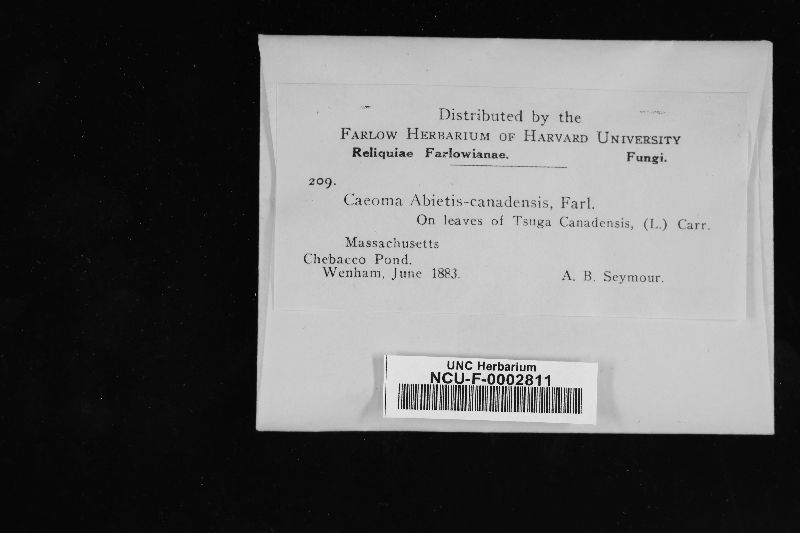 Distributed by the
Farlow Herbarium of Harvard University
Reliquiae Farlowianae. Fungi.
209.
Caeoma Abietis-canadensis, Farl.
On leaves of Tsuga Canadensis, (L.) Carr.
Massachusetts
Chebacco Pond.
Wenham, June 1883. A. B. Seymour.
UNC Herbarium
NCU-F-0002811